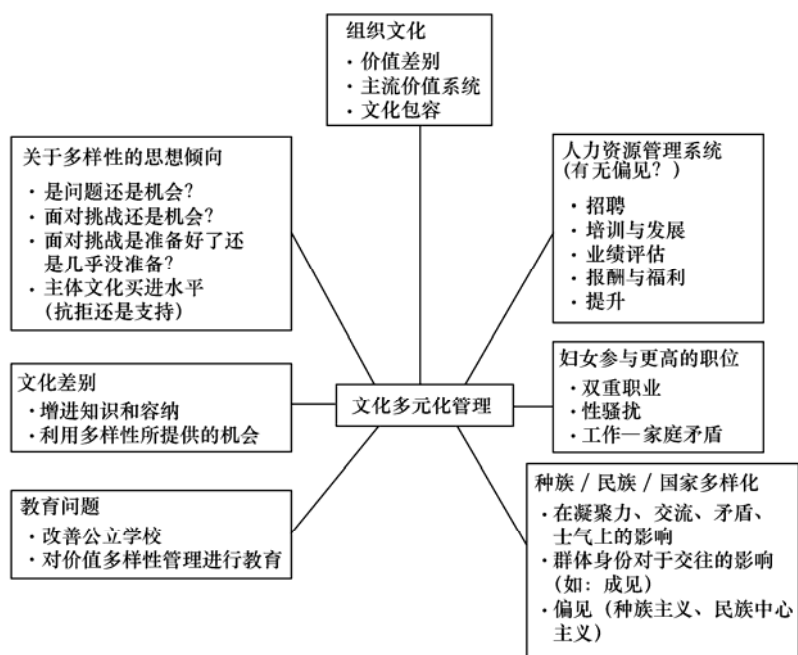 组织文化
· 价值差别
· 主流价值系统
· 文化包容
关于多样性的思想倾向
· 是问题还是机会?
· 面对挑战还是机会?
· 面对挑战是准备好了还
是几乎没准备?
· 主体文化买进水平
(抗拒还是支持)
人力资源管理系统
(有无偏见? )
· 招聘
· 培训与发展
· 业绩评估
· 报酬与福利
· 提升
文化差别
· 增进知识和容纳
· 利用多样性所提供的机会
文化多元化管理
妇女参与更高的职位
· 双重职业
· 性骚扰
· 工作—家庭矛盾
教育问题
· 改善公立学校
· 对价值多样性管理进行教育
种族 / 民族 / 国家多样化
· 在凝聚力、交流、矛盾、
士气上的影响
· 群体身份对于交往的影响
(如: 成见)
· 偏见 (种族主义、民族中心
主义)